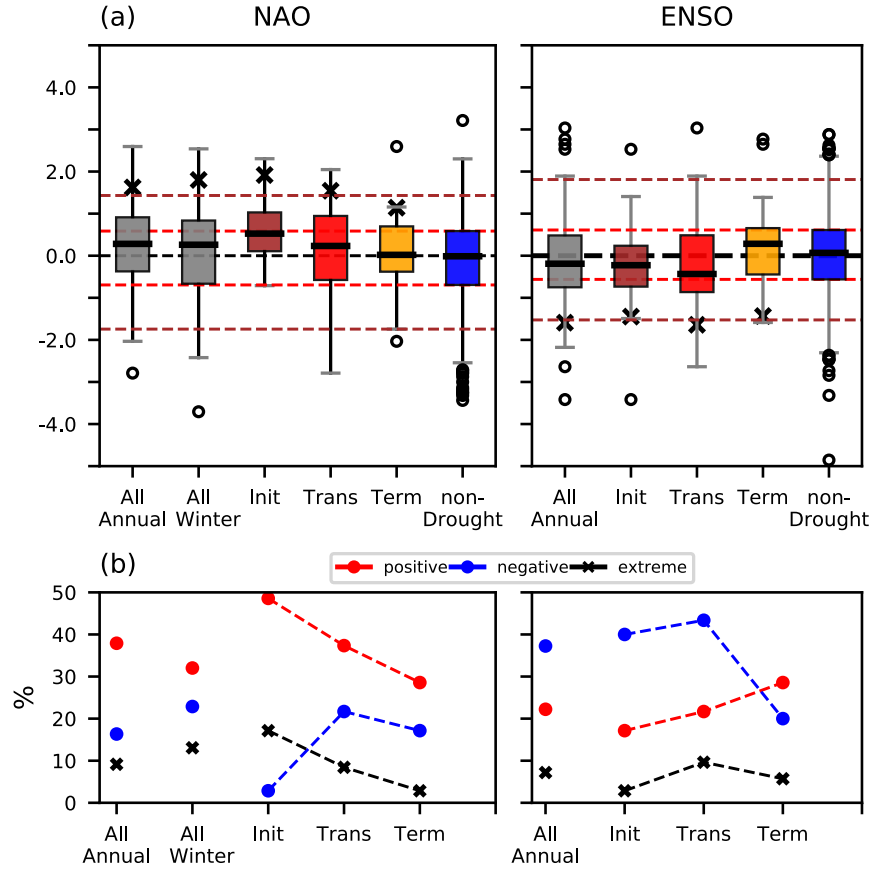 (a) NAO ENSO
4.0
2.0
0.0
-2.0
-4.0
All Annual All Winter Init Trans Term non-Drought
All Annual Init Trans Term non-Drought
(b)
positive negative extreme
50
40
30
20
10
0
%
All Annual All Winter Init Trans Term
All Annual Init Trans Term